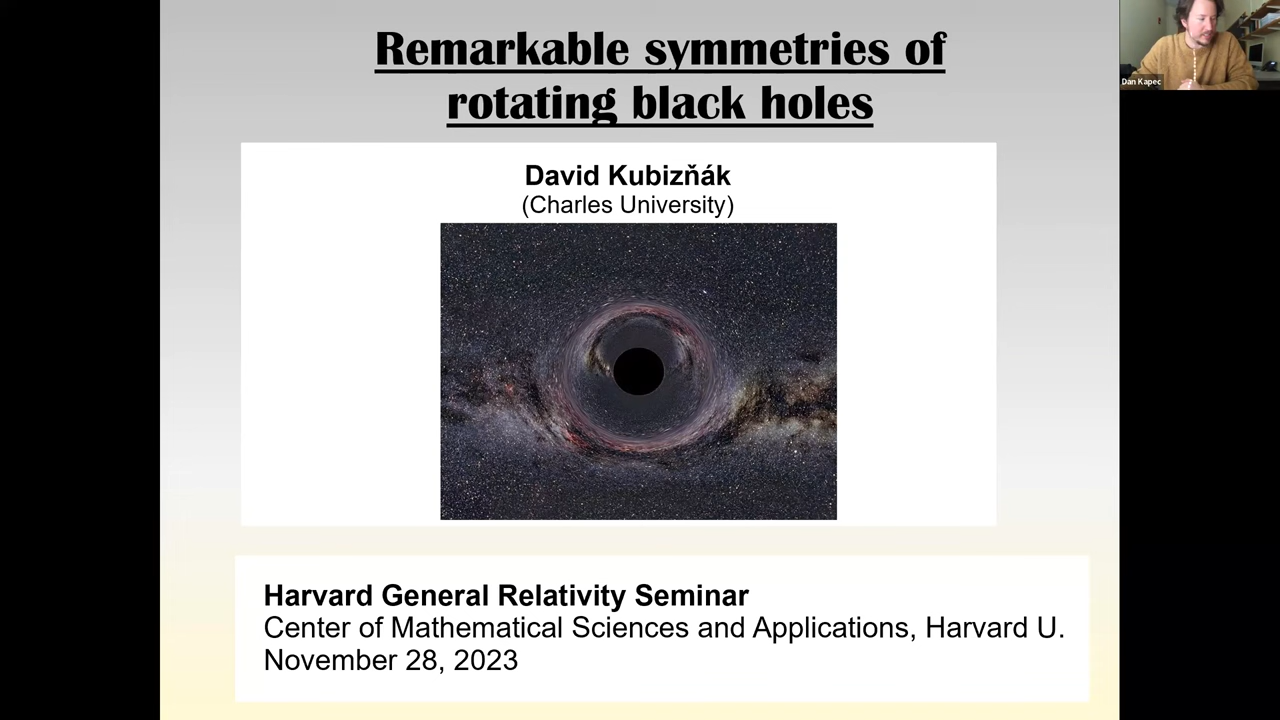 Remarkable symmetries of
rotating black holes
David Kubizňák
(Charles University)
Harvard General Relativity Seminar
Center of Mathematical Sciences and Applications, Harvard U.
November 28, 2023
Dan Kapec